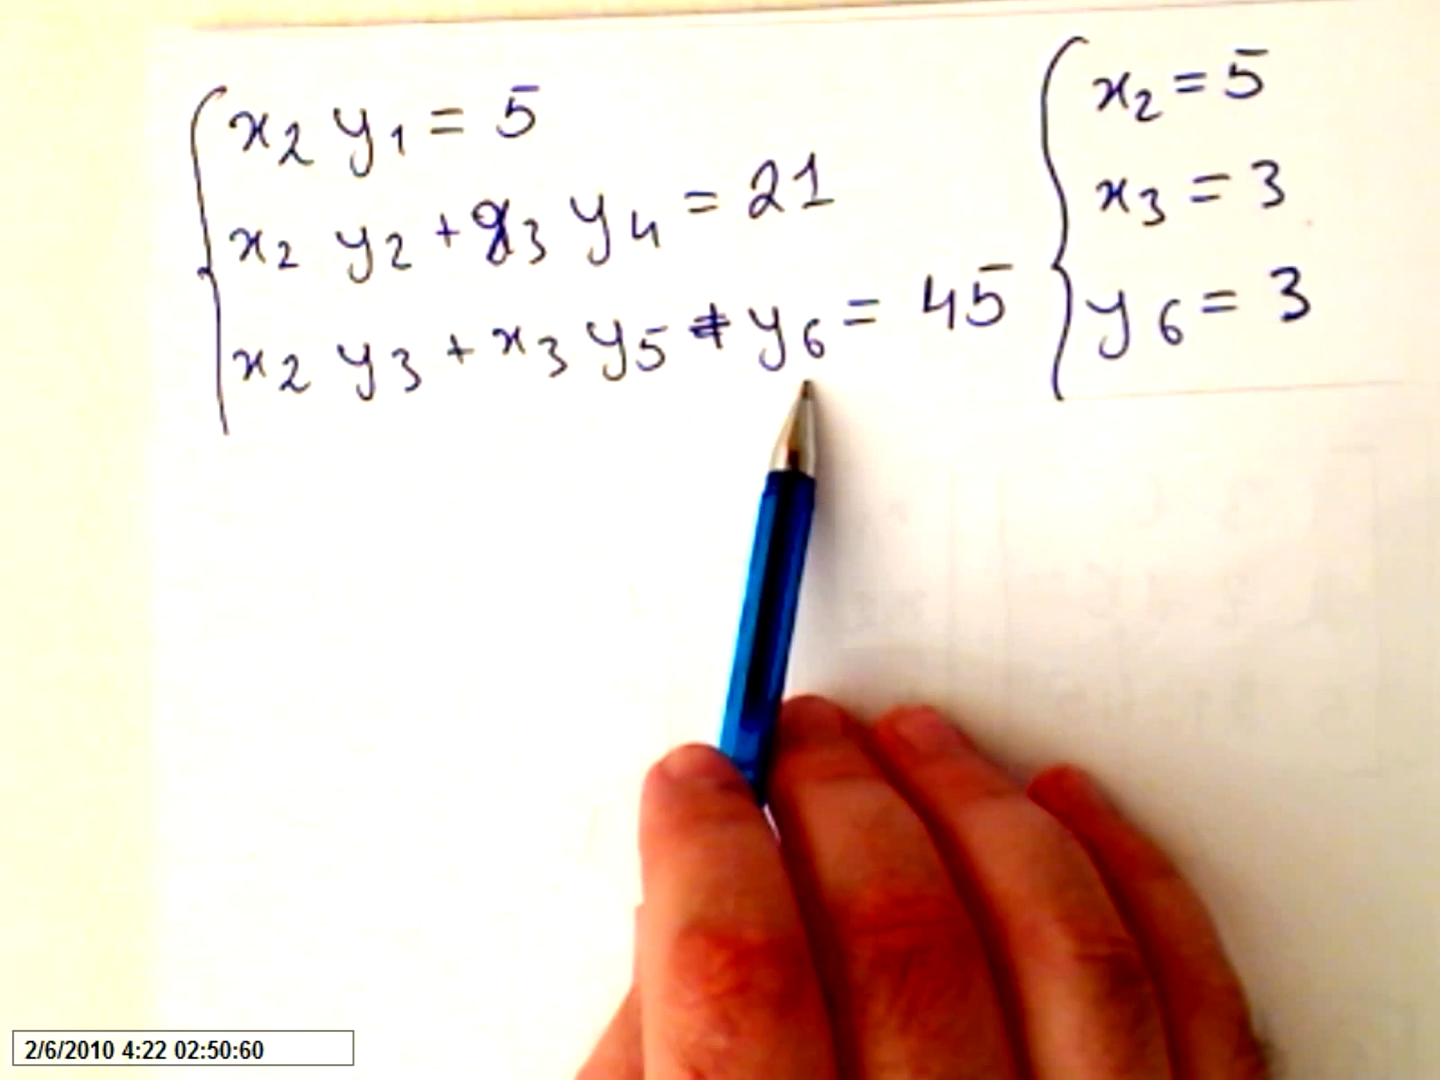 x₂ y₁ = 5
x₂ y₂ + x₃ y₄ = 21
x₂ y₃ + x₃ y₅ + y₆ = 45
x₂ = 5
x₃ = 3
y₆ = 3
2/6/2010 4:22 02:50:60